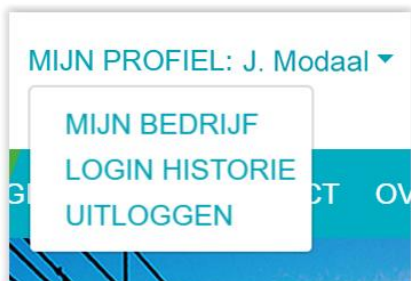 MIJN PROFIEL: J. Modaal
MIJN BEDRIJF
LOGIN HISTORIE
UITLOGGEN